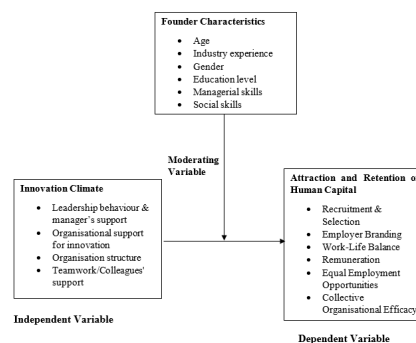 Founder Characteristics
• Age
• Industry experience
• Gender
• Education level
• Managerial skills
• Social skills
Moderating
Variable
Innovation Climate
• Leadership behaviour &
manager's support
• Organisational support
for innovation
• Organisation structure
• Teamwork/Colleagues'
support
Independent Variable
Attraction and Retention o
Human Capital
• Recruitment &
Selection
• Employer Branding
• Work-Life Balance
• Remuneration
• Equal Employment
Opportunities
• Collective
Organisational Efficacy
Dependent Variable